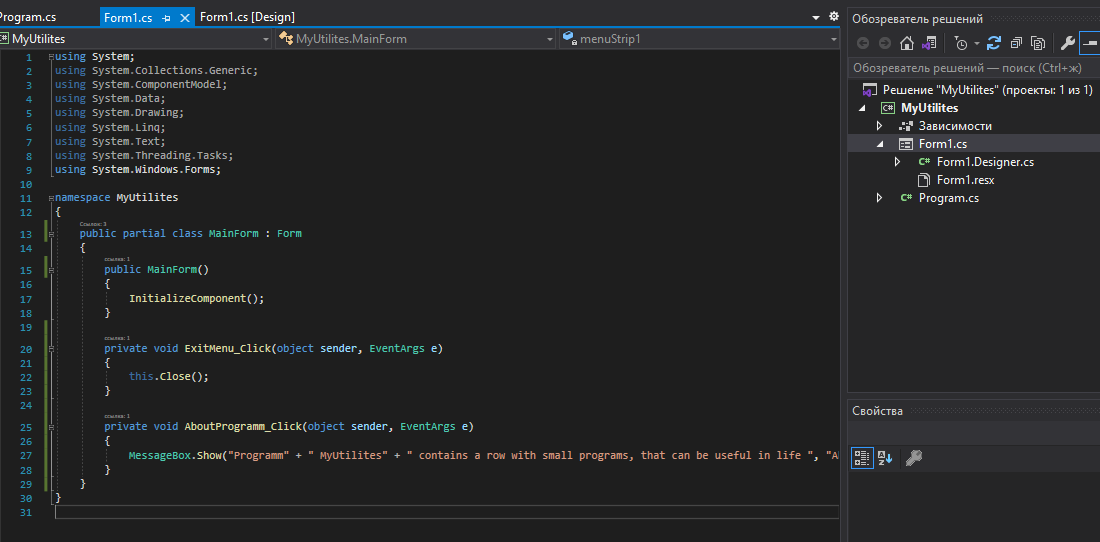 Program.cs
Form1.cs
Form1.cs [Design]
MyUtilites
MyUtilites.MainForm
menuStrip1
1 using System;
2 using System.Collections.Generic;
3 using System.ComponentModel;
4 using System.Data;
5 using System.Drawing;
6 using System.Linq;
7 using System.Text;
8 using System.Threading.Tasks;
9 using System.Windows.Forms;
10
11 namespace MyUtilites
12 {
Ссылок: 3
13 public partial class MainForm : Form
14 {
ссылка: 1
15 public MainForm()
16 {
17 InitializeComponent();
18 }
19
ссылка: 1
20 private void ExitMenu_Click(object sender, EventArgs e)
21 {
22 this.Close();
23 }
24
ссылка: 1
25 private void AboutProgramm_Click(object sender, EventArgs e)
26 {
27 MessageBox.Show("Programm" + " MyUtilites" + " contains a row with small programs, that can be useful in life ", "A
28 }
29 }
30 }
31
Обозреватель решений
Обозреватель решений — поиск (Ctrl+ж)
Решение "MyUtilites" (проекты: 1 из 1)
C# MyUtilites
Зависимости
Form1.cs
C# Form1.Designer.cs
Form1.resx
C# Program.cs
Свойства